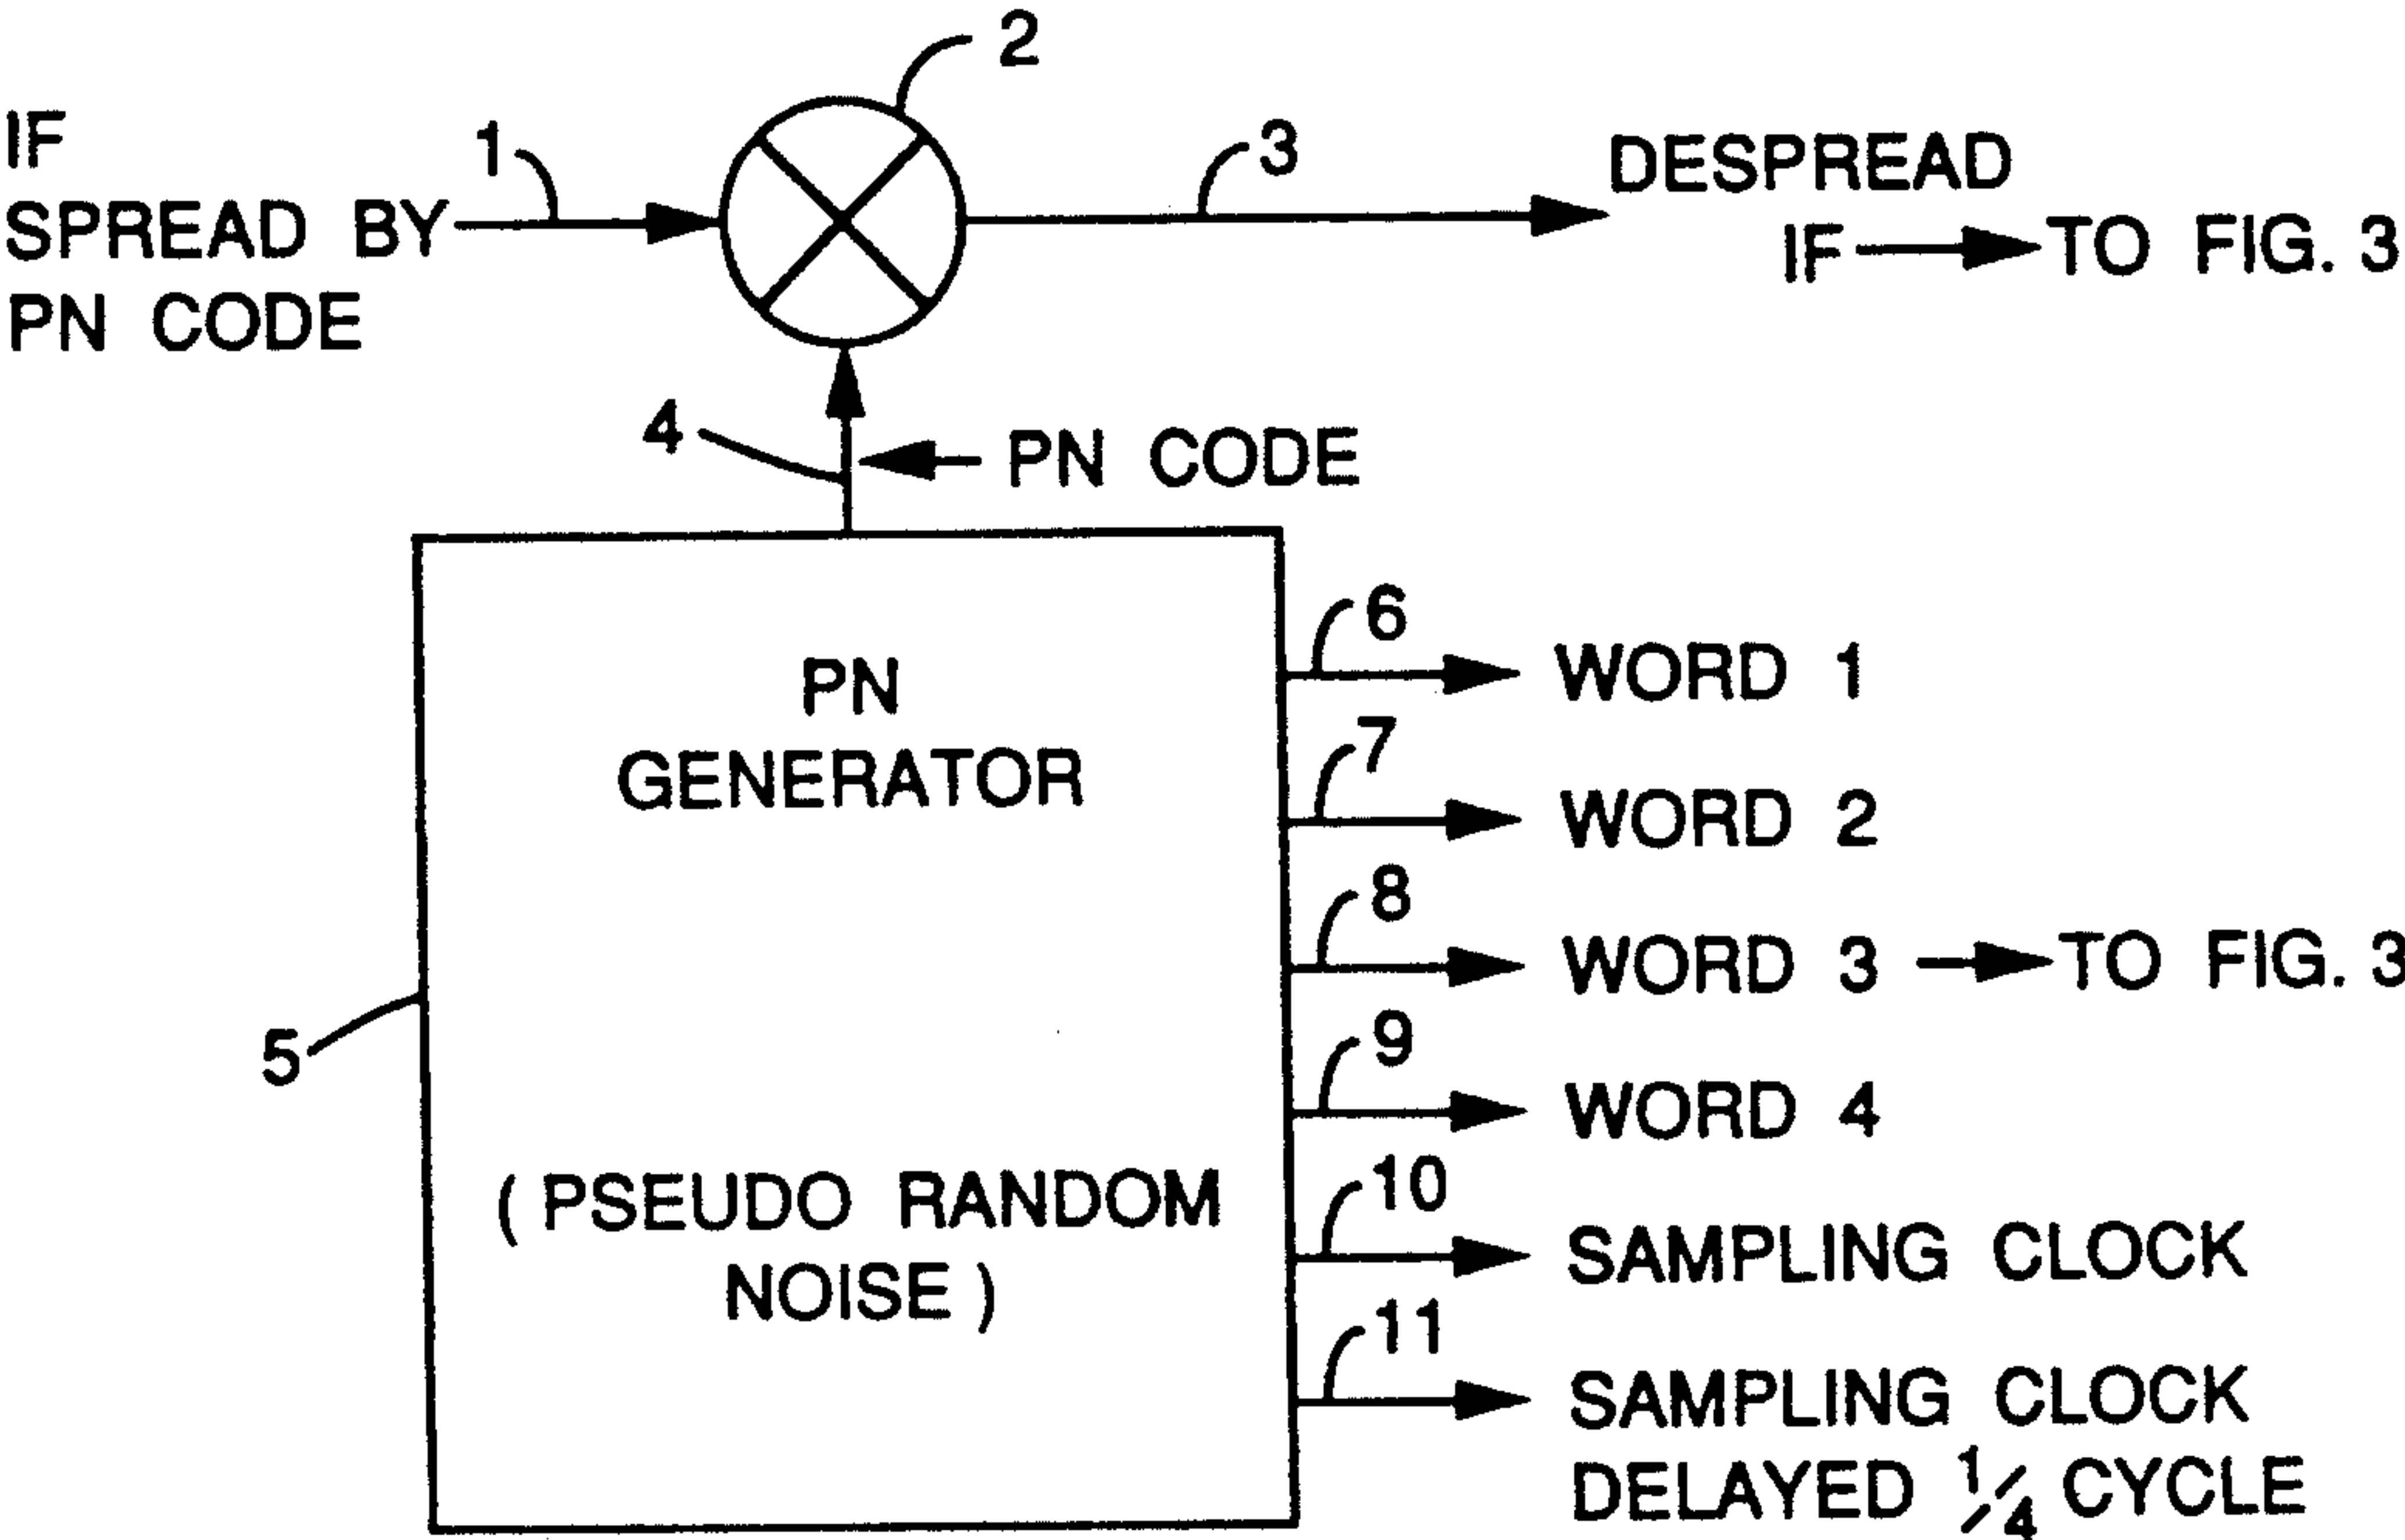 2
IF
SPREAD BY
PN CODE
1
3
DESPREAD
IF → TO FIG. 3
4
PN CODE
PN
GENERATOR
(PSEUDO RANDOM
NOISE)
5
6
WORD 1
7
WORD 2
8
WORD 3 → TO FIG. 3
9
WORD 4
10
SAMPLING CLOCK
11
SAMPLING CLOCK
DELAYED 1/4 CYCLE